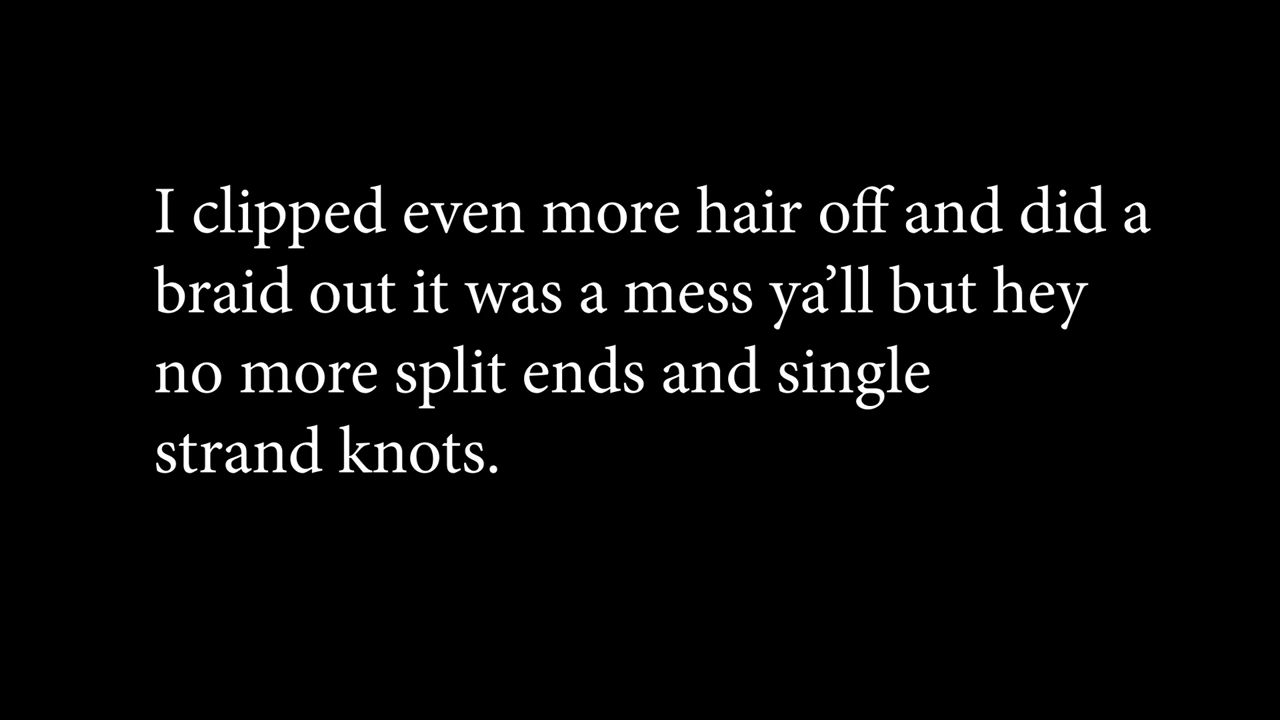 I clipped even more hair off and did a
braid out it was a mess ya’ll but hey
no more split ends and single
strand knots.